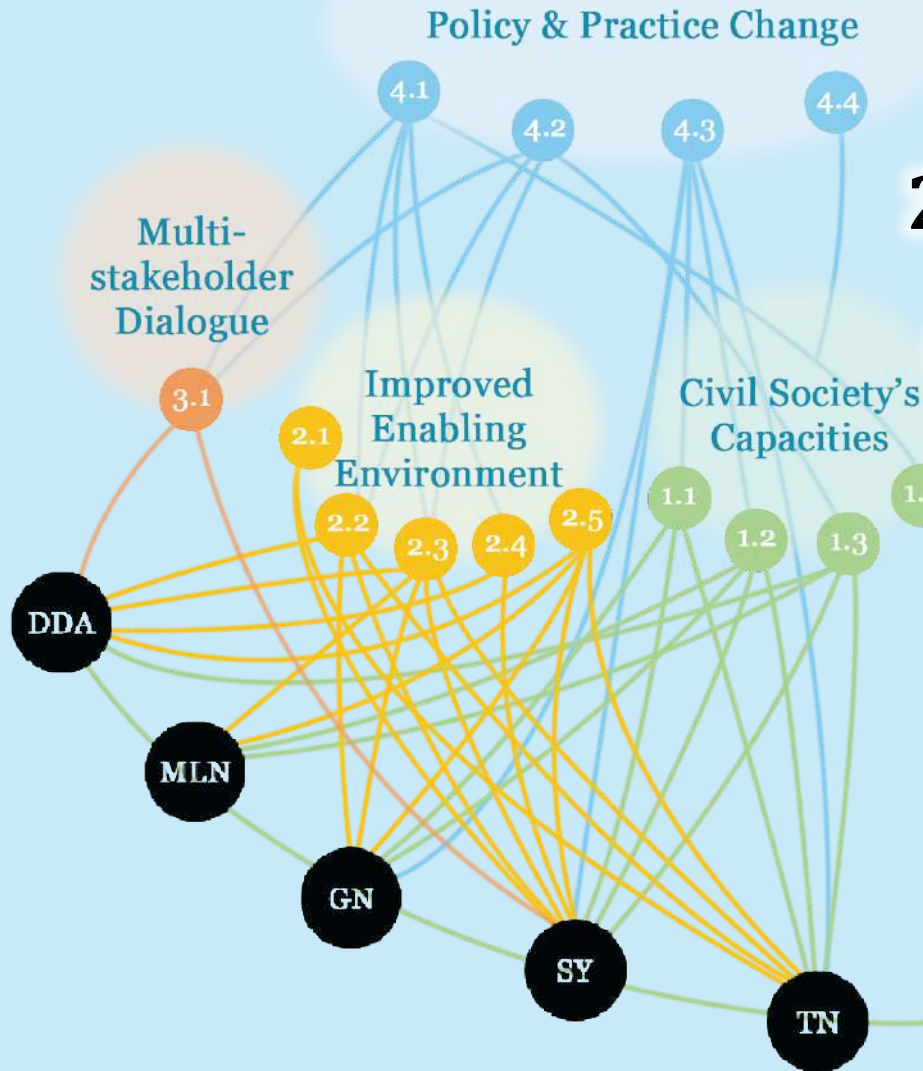 Policy & Practice Change
4.1
4.2
4.3
4.4
2
Multi-
stakeholder
Dialogue
3.1
Improved
Enabling
Environment
2.1
2.2
2.3
2.4
2.5
Civil Society's
Capacities
1.1
1.2
1.3
1.
DDA
MLN
GN
SY
TN